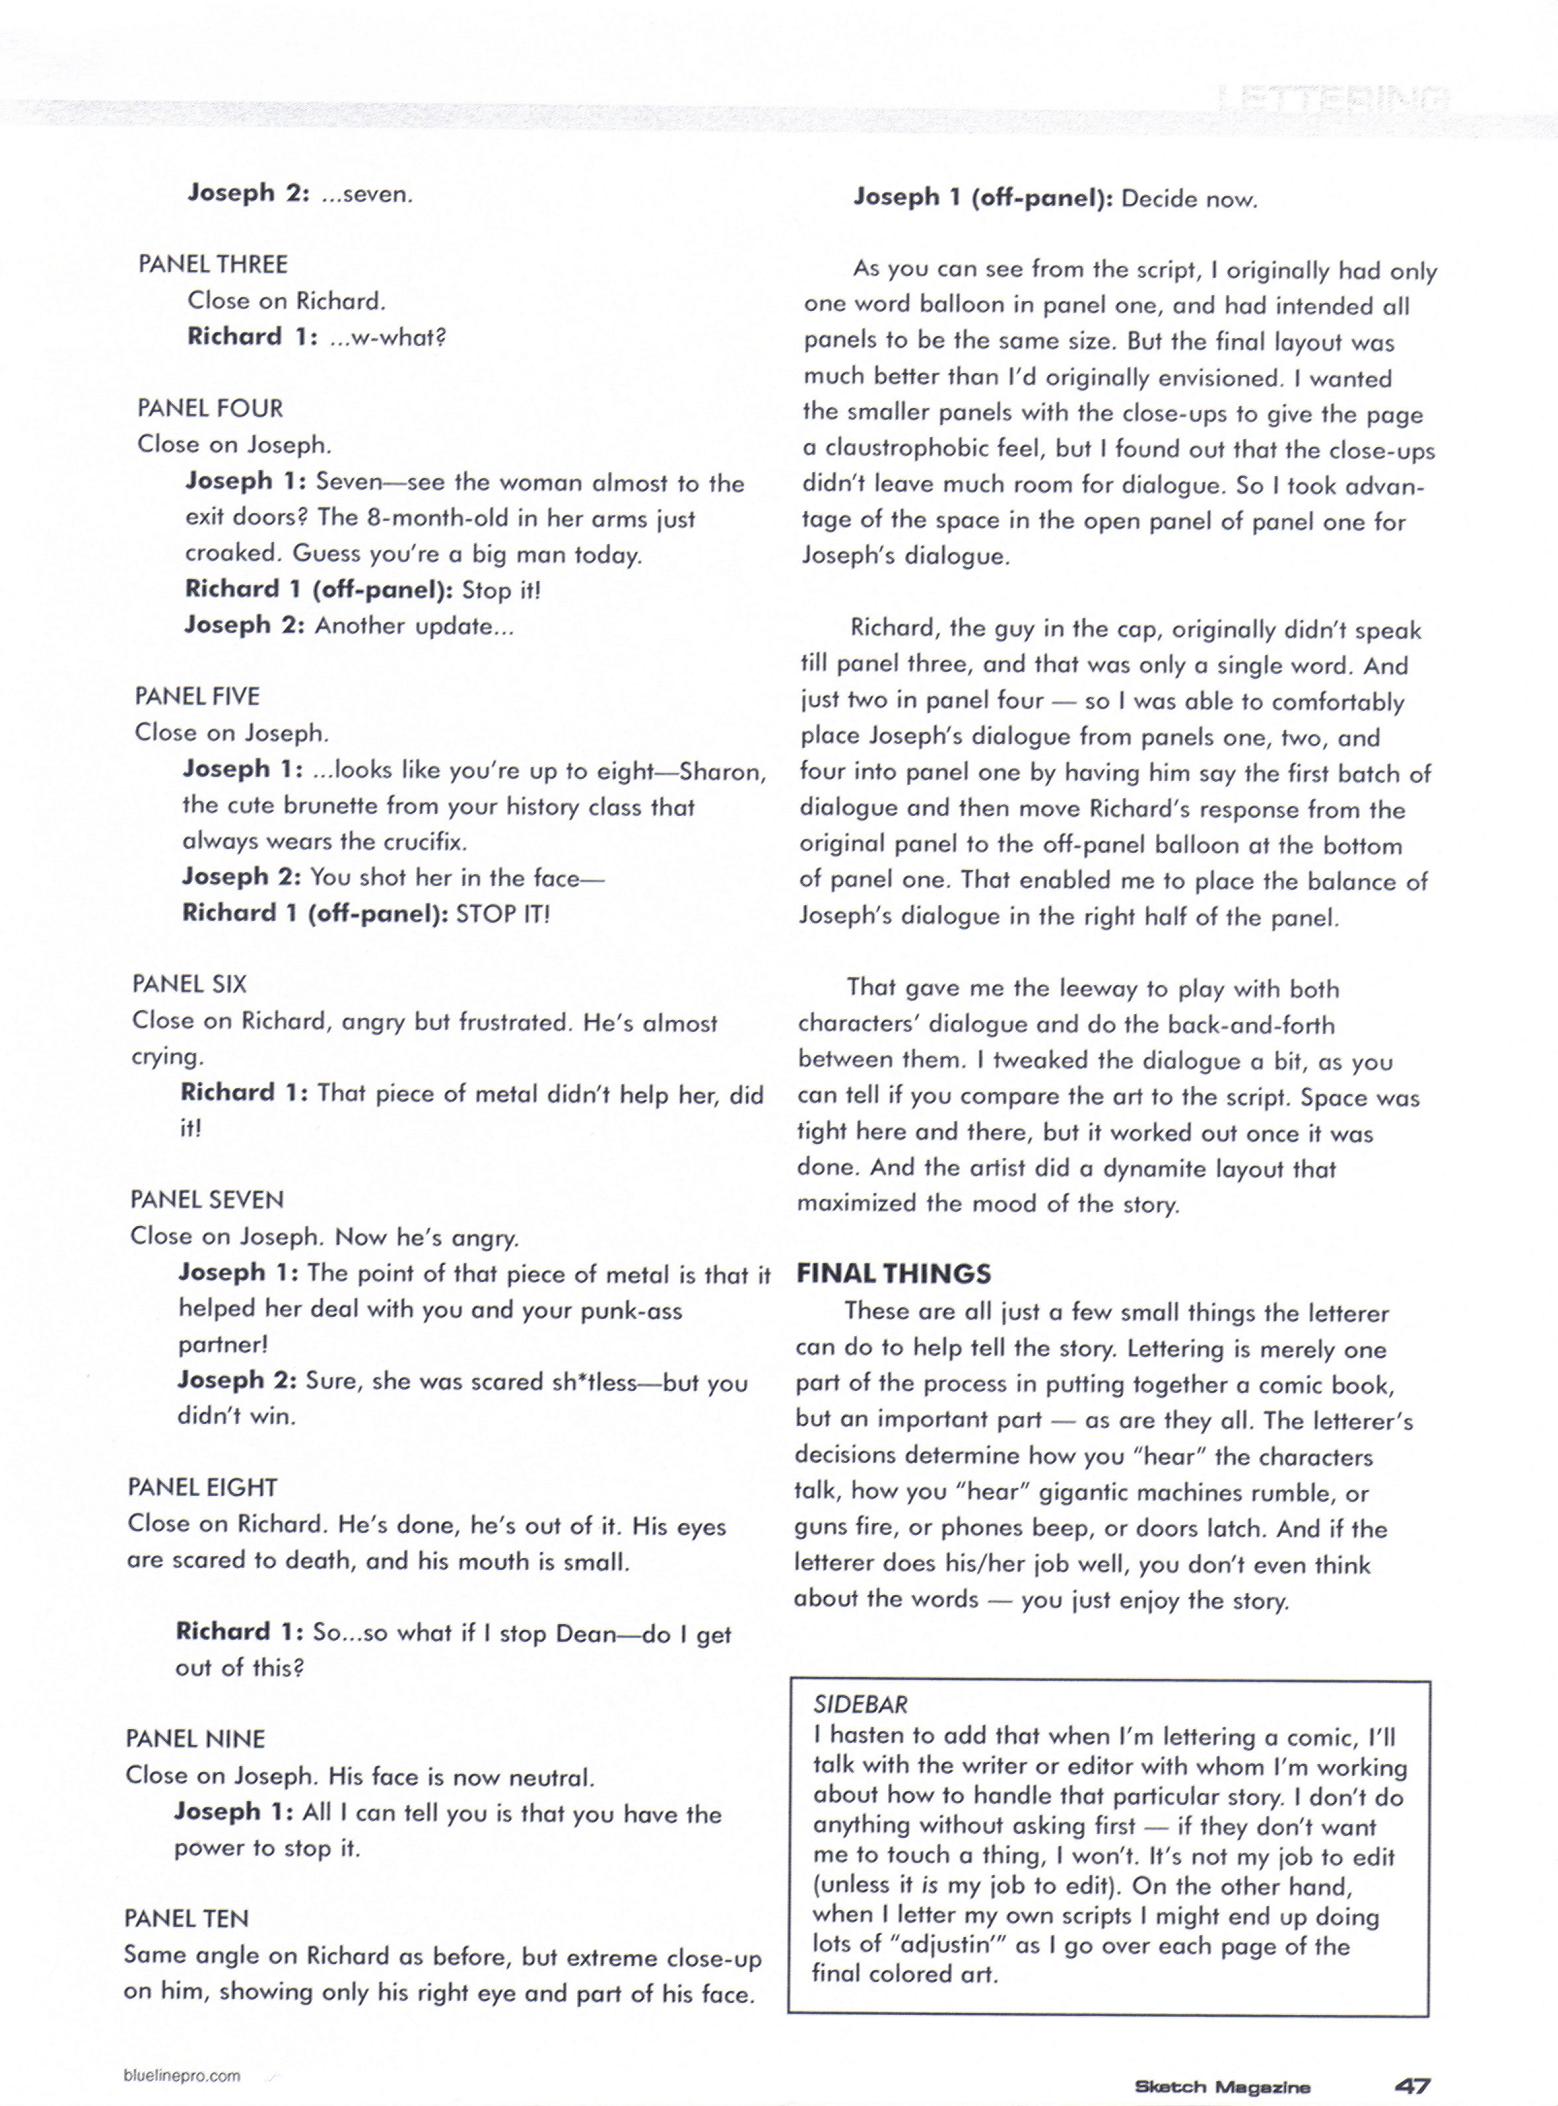 LETTERING
Joseph 2: ...seven.
PANEL THREE
Close on Richard.
Richard 1: ...w-what?
PANEL FOUR
Close on Joseph.
Joseph 1: Seven—see the woman almost to the
exit doors? The 8-month-old in her arms just
croaked. Guess you're a big man today.
Richard 1 (off-panel): Stop it!
Joseph 2: Another update...
PANEL FIVE
Close on Joseph.
Joseph 1: ...looks like you're up to eight—Sharon,
the cute brunette from your history class that
always wears the crucifix.
Joseph 2: You shot her in the face—
Richard 1 (off-panel): STOP IT!
PANEL SIX
Close on Richard, angry but frustrated. He's almost
crying.
Richard 1: That piece of metal didn't help her, did
it!
PANEL SEVEN
Close on Joseph. Now he's angry.
Joseph 1: The point of that piece of metal is that it
helped her deal with you and your punk-ass
partner!
Joseph 2: Sure, she was scared sh*tless—but you
didn't win.
PANEL EIGHT
Close on Richard. He's done, he's out of it. His eyes
are scared to death, and his mouth is small.
Richard 1: So...so what if I stop Dean—do I get
out of this?
PANEL NINE
Close on Joseph. His face is now neutral.
Joseph 1: All I can tell you is that you have the
power to stop it.
PANEL TEN
Same angle on Richard as before, but extreme close-up
on him, showing only his right eye and part of his face.
Joseph 1 (off-panel): Decide now.
As you can see from the script, I originally had only
one word balloon in panel one, and had intended all
panels to be the same size. But the final layout was
much better than I'd originally envisioned. I wanted
the smaller panels with the close-ups to give the page
a claustrophobic feel, but I found out that the close-ups
didn't leave much room for dialogue. So I took advan-
tage of the space in the open panel of panel one for
Joseph's dialogue.
Richard, the guy in the cap, originally didn't speak
till panel three, and that was only a single word. And
just two in panel four — so I was able to comfortably
place Joseph's dialogue from panels one, two, and
four into panel one by having him say the first batch of
dialogue and then move Richard's response from the
original panel to the off-panel balloon at the bottom
of panel one. That enabled me to place the balance of
Joseph's dialogue in the right half of the panel.
That gave me the leeway to play with both
characters' dialogue and do the back-and-forth
between them. I tweaked the dialogue a bit, as you
can tell if you compare the art to the script. Space was
tight here and there, but it worked out once it was
done. And the artist did a dynamite layout that
maximized the mood of the story.
FINAL THINGS
These are all just a few small things the letterer
can do to help tell the story. Lettering is merely one
part of the process in putting together a comic book,
but an important part — as are they all. The letterer's
decisions determine how you "hear" the characters
talk, how you "hear" gigantic machines rumble, or
guns fire, or phones beep, or doors latch. And if the
letterer does his/her job well, you don't even think
about the words — you just enjoy the story.
SIDEBAR
I hasten to add that when I'm lettering a comic, I'll
talk with the writer or editor with whom I'm working
about how to handle that particular story. I don't do
anything without asking first — if they don't want
me to touch a thing, I won't. It's not my job to edit
(unless it is my job to edit). On the other hand,
when I letter my own scripts I might end up doing
lots of "adjustin'" as I go over each page of the
final colored art.
bluelinepro.com
Sketch Magazine 47